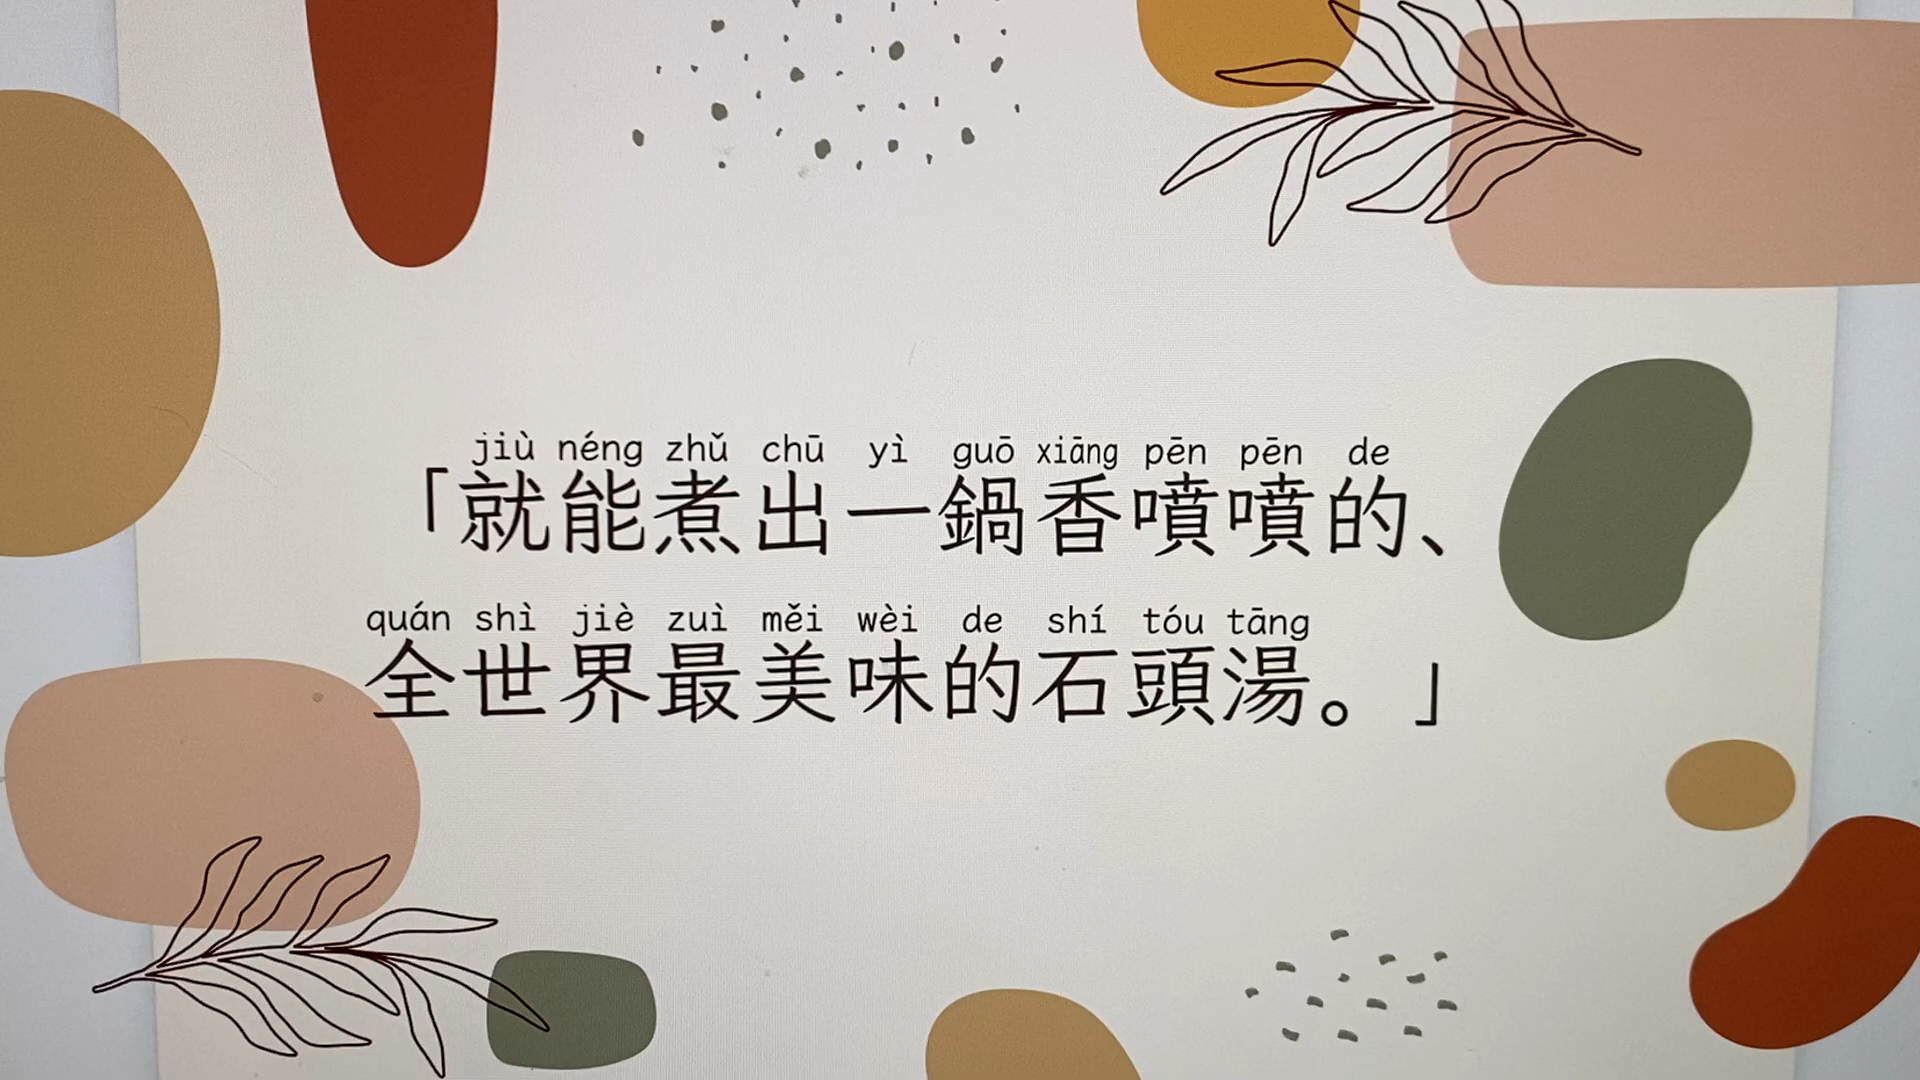 jiù néng zhǔ chū yì guō xiāng pēn pēn de
「就能煮出一鍋香噴噴的、
quán shì jiè zuì měi wèi de shí tóu tāng
全世界最美味的石頭湯。」